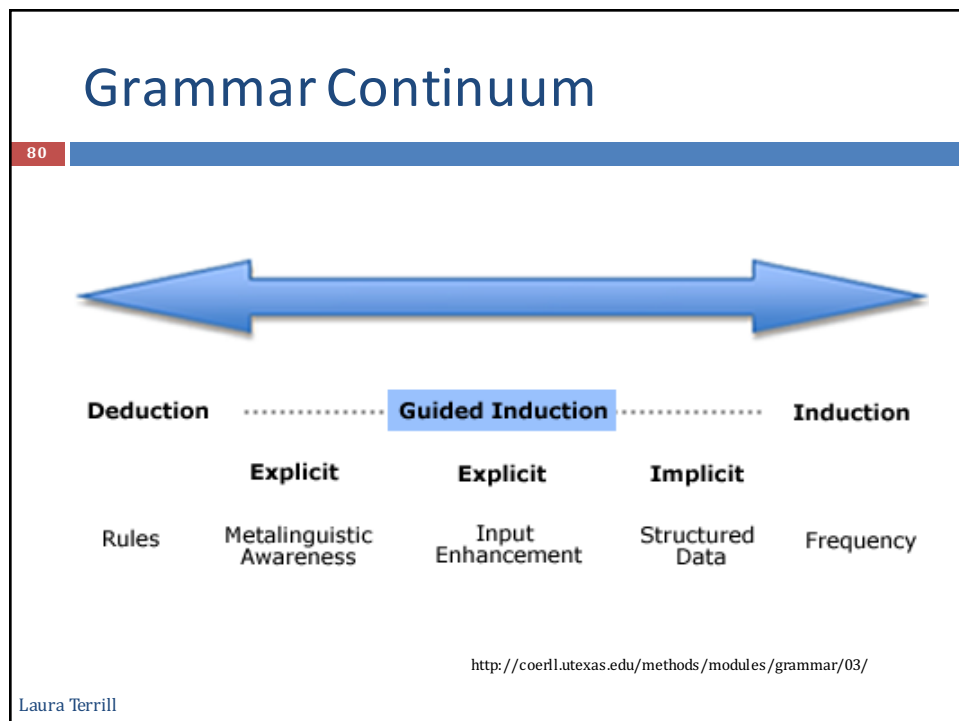 Grammar Continuum
80
Deduction ................ Guided Induction ................ Induction
Explicit Explicit Implicit
Rules Metalinguistic Awareness Input Enhancement Structured Data Frequency
http://coerll.utexas.edu/methods/modules/grammar/03/
Laura Terrill